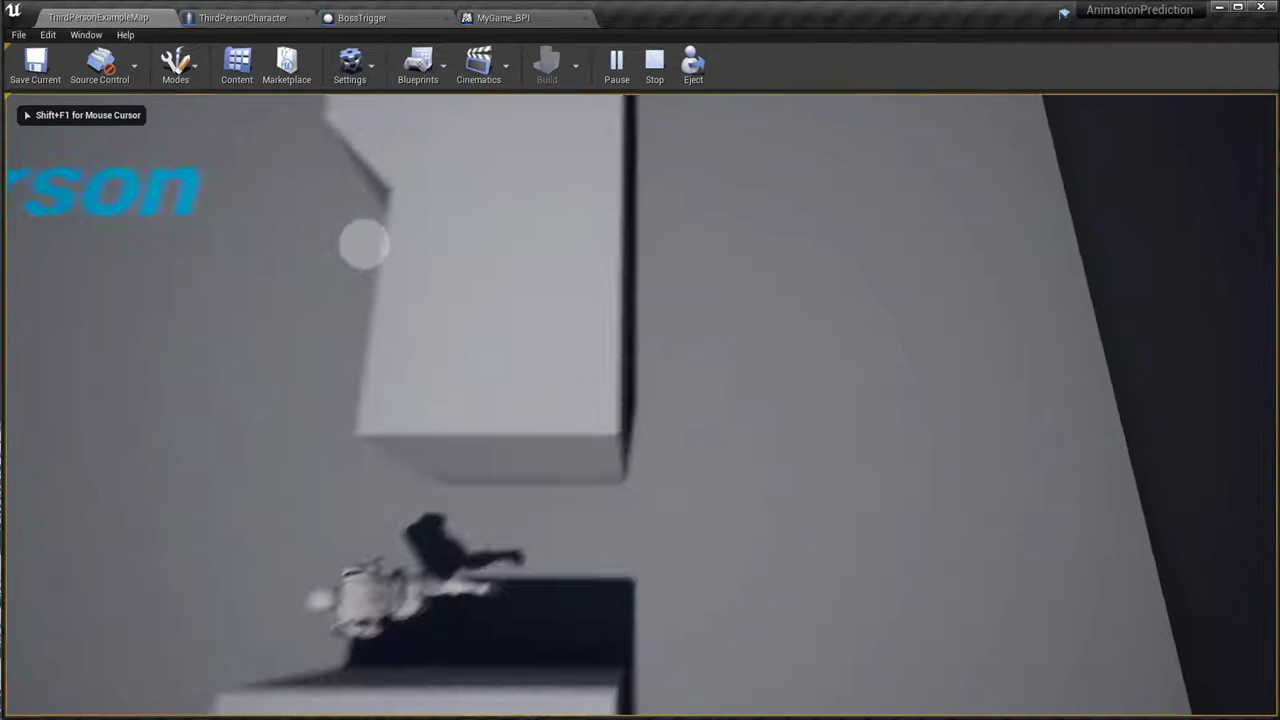 ThirdPersonExampleMap
ThirdPersonCharacter
BossTrigger
MyGame_BPI
AnimationPrediction
File Edit Window Help
Save Current
Source Control
Modes
Content
Marketplace
Settings
Blueprints
Cinematics
Build
Pause
Stop
Eject
Shift+F1 for Mouse Cursor
rson